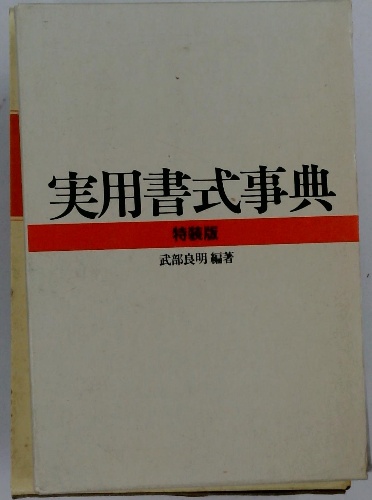 実用書式事典
特装版
武部良明 編著